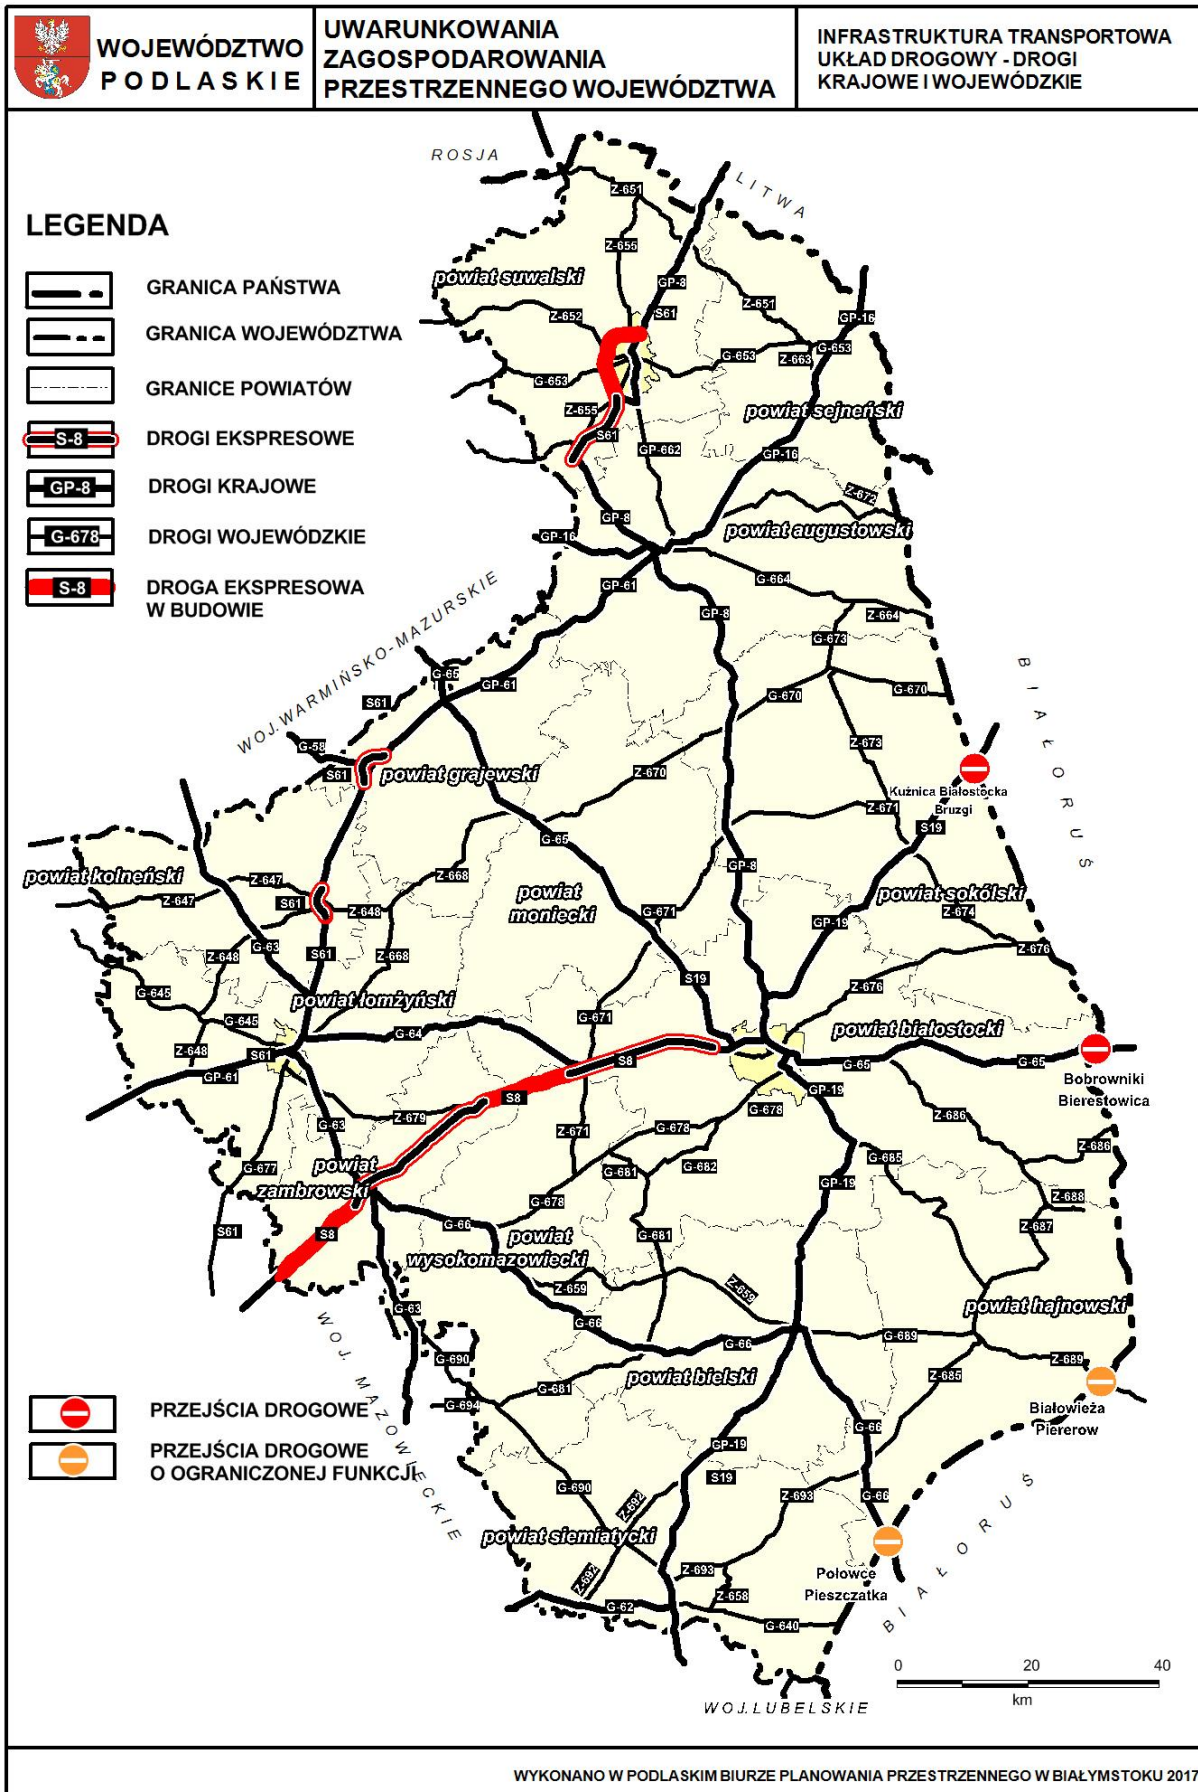 WOJEWÓDZTWO
PODLASKIE
UWARUNKOWANIA
ZAGOSPODAROWANIA
PRZESTRZENNEGO WOJEWÓDZTWA
INFRASTRUKTURA TRANSPORTOWA
UKŁAD DROGOWY - DROGI
KRAJOWE I WOJEWÓDZKIE
LEGENDA
GRANICA PAŃSTWA
GRANICA WOJEWÓDZTWA
GRANICE POWIATÓW
S-8 DROGI EKSPRESOWE
GP-8 DROGI KRAJOWE
G-678 DROGI WOJEWÓDZKIE
S-8 DROGA EKSPRESOWA
W BUDOWIE
ROSJA
LITWA
Z-651
Z-655
powiat suwalski
GP-8
Z-651
Z-652
S61
GP-16
G-653
G-653
Z-663
G-653
Z-655
powiat sejneński
S61
GP-662
GP-16
Z-672
GP-8
powiat augustowski
GP-16
G-664
GP-61
GP-8
Z-664
WOJ. WARMIŃSKO-MAZURSKIE
G-673
G-65
GP-61
G-670
G-670
S61
BIAŁORUŚ
G-58
Z-673
S61
powiat grajewski
Z-670
Kuźnica Białostocka
Bruzgi
Z-671
S19
G-65
GP-8
powiat kolneński
Z-647
Z-668
Z-647
S61
Z-648
powiat
moniecki
powiat sokólski
G-671
Z-674
GP-19
G-63
S61
Z-648
Z-668
Z-676
S19
G-645
Z-676
powiat łomżyński
G-645
G-64
G-671
powiat białostocki
Z-648
S61
S8
G-65
G-65
GP-61
Bobrowniki
Bierestowica
S8
GP-19
Z-679
G-63
G-678
Z-686
Z-671
G-678
Z-686
powiat
zambrowski
G-677
G-681
G-682
G-685
GP-19
G-678
Z-688
Z-687
G-66
S61
S8
powiat
wysokomazowiecki
G-681
Z-659
Z-659
G-63
powiat hajnowski
G-66
WOJ. MAZOWIECKIE
G-66
G-689
G-690
Z-689
powiat bielski
G-681
Z-685
G-694
Białowieża
Piererow
PRZEJŚCIA DROGOWE
PRZEJŚCIA DROGOWE
O OGRANICZONEJ FUNKCJI
G-66
GP-19
S19
G-690
Z-693
G-66
BIAŁORUŚ
Z-692
powiat siemiatycki
Z-693
Połowce
Pieszczatka
Z-692
Z-658
G-62
G-640
0 20 40
km
WOJ. LUBELSKIE
WYKONANO W PODLASKIM BIURZE PLANOWANIA PRZESTRZENNEGO W BIAŁYMSTOKU 2017